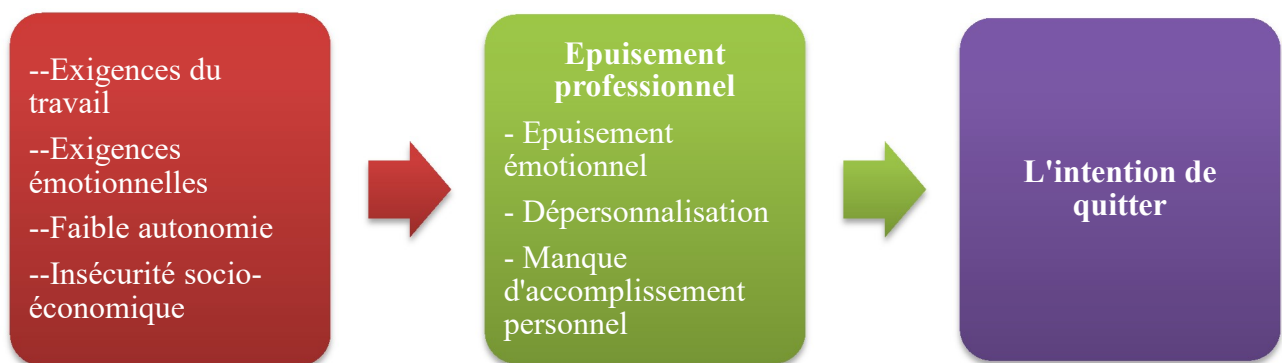 --Exigences du
travail
--Exigences
émotionnelles
--Faible autonomie
--Insécurité socio-
économique
Epuisement
professionnel
- Epuisement
émotionnel
- Dépersonnalisation
- Manque
d'accomplissement
personnel
L'intention de
quitter